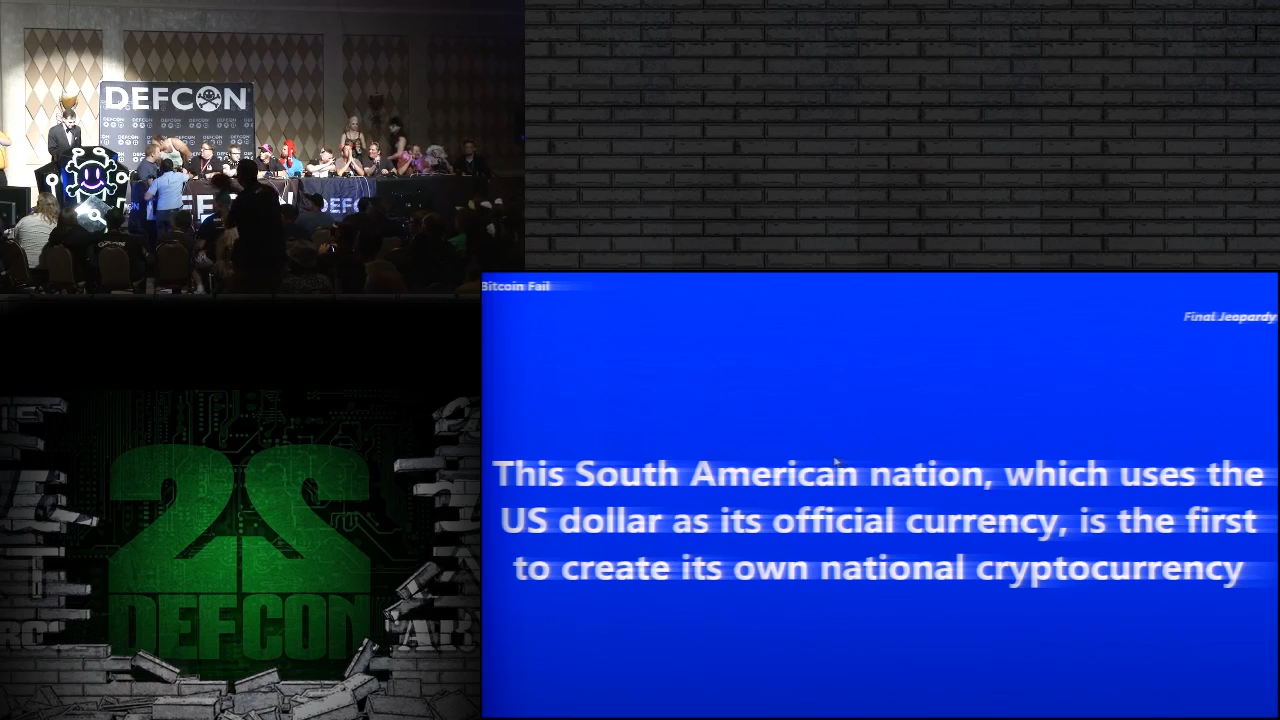 DEFCON
DEFCON
Bitcoin Fail
Final Jeopardy
This South American nation, which uses the
US dollar as its official currency, is the first
to create its own national cryptocurrency
22
DEFCON